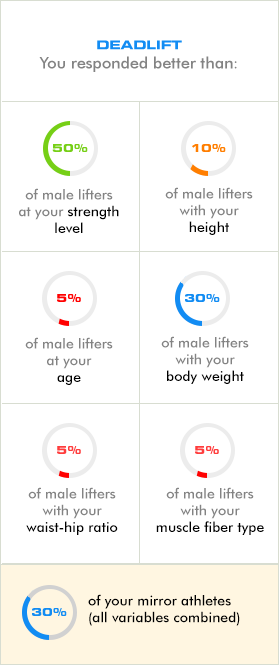 DEADLIFT
You responded better than:
50%
of male lifters
at your strength
level
10%
of male lifters
with your
height
5%
of male lifters
at your
age
30%
of male lifters
with your
body weight
5%
of male lifters
with your
waist-hip ratio
5%
of male lifters
with your
muscle fiber type
30%
of your mirror athletes
(all variables combined)